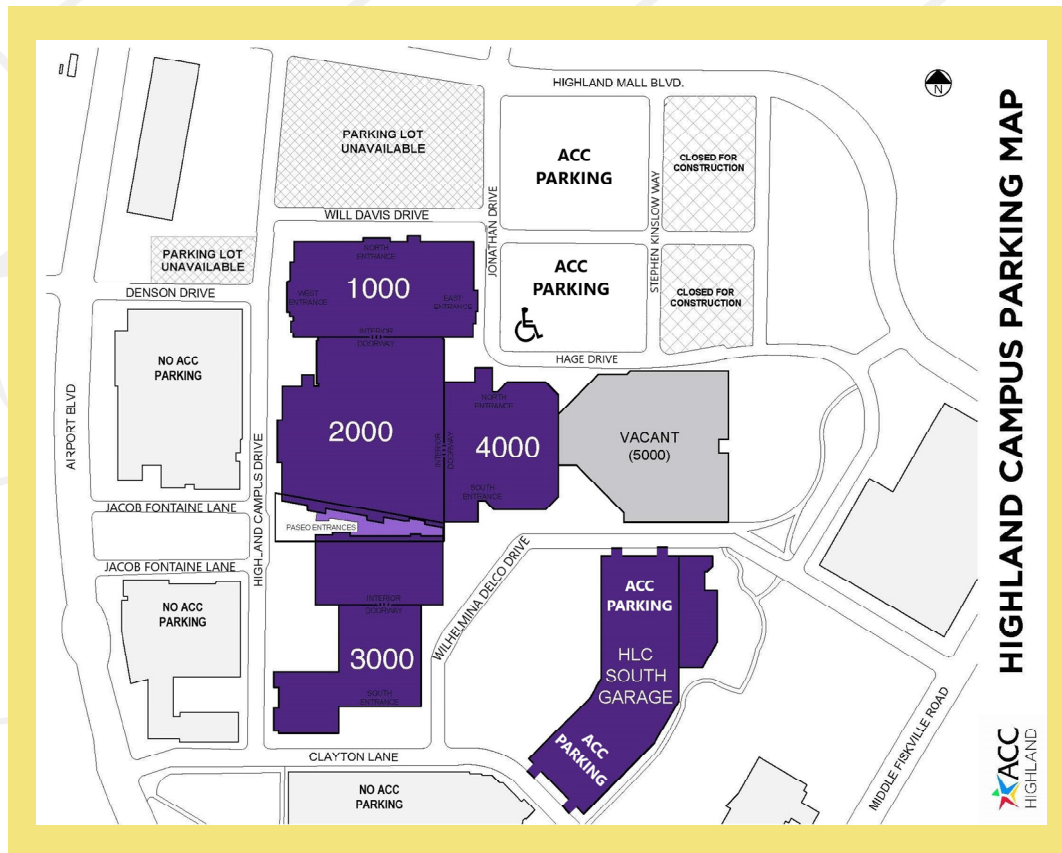 HIGHLAND CAMPUS PARKING MAP
HIGHLAND MALL BLVD.
N
PARKING LOT
UNAVAILABLE
ACC
PARKING
CLOSED FOR
CONSTRUCTION
JONATHAN DRIVE
STEPHEN KINSLOW WAY
WILL DAVIS DRIVE
PARKING LOT
UNAVAILABLE
DENSON DRIVE
NORTH
ENTRANCE
1000
WEST
ENTRANCE
EAST
ENTRANCE
INTERIOR
DOORWAY
ACC
PARKING
CLOSED FOR
CONSTRUCTION
HAGE DRIVE
NO ACC
PARKING
AIRPORT BLVD
HIGHLAND CAMPUS DRIVE
2000
INTERIOR
DOORWAY
NORTH
ENTRANCE
4000
SOUTH
ENTRANCE
VACANT
(5000)
JACOB FONTAINE LANE
PASEO ENTRANCES
JACOB FONTAINE LANE
WILHELMINA DELCO DRIVE
NO ACC
PARKING
INTERIOR
DOORWAY
3000
SOUTH
ENTRANCE
ACC
PARKING
HLC
SOUTH
GARAGE
ACC
PARKING
CLAYTON LANE
NO ACC
PARKING
MIDDLE FISKVILLE ROAD
ACC
HIGHLAND